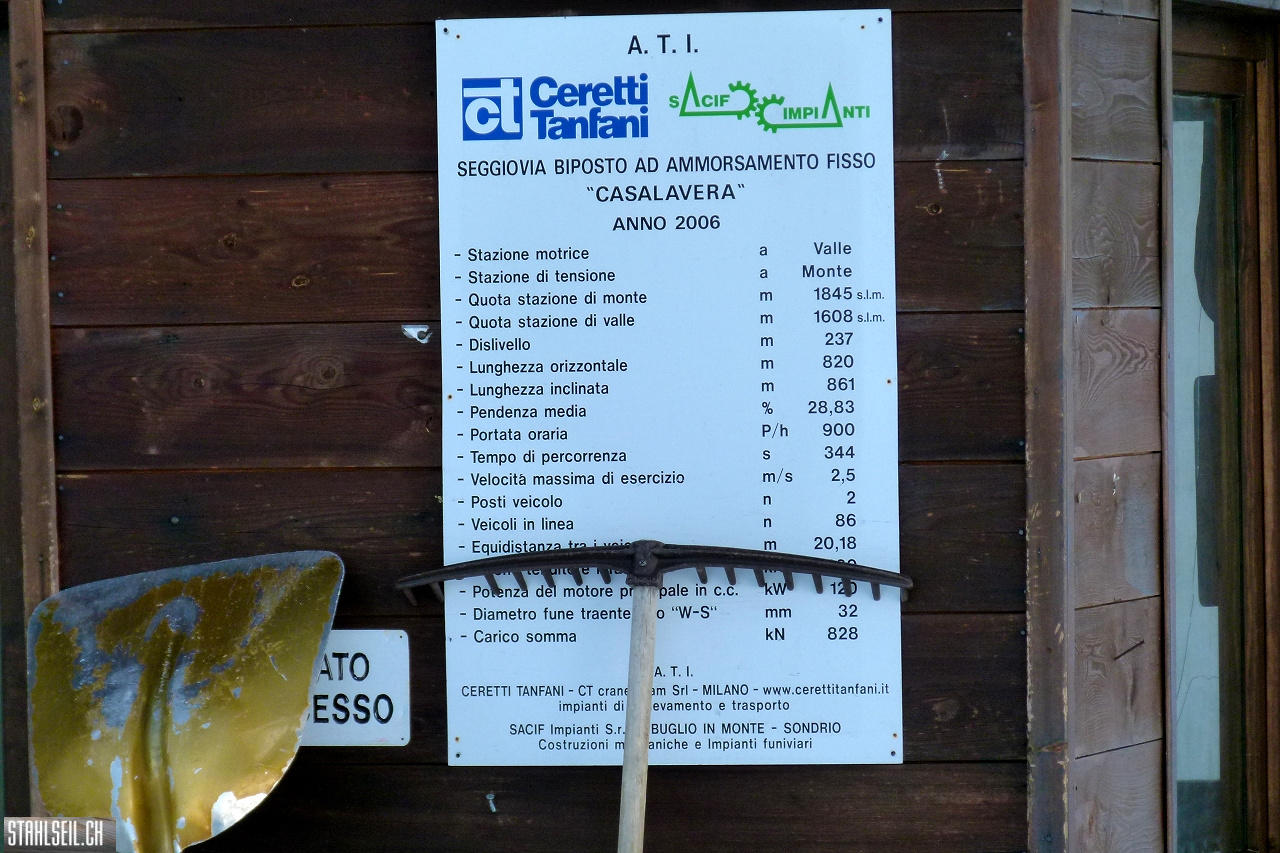 A. T. I.
ct Ceretti Tanfani
SACIF IMPIANTI
SEGGIOVIA BIPOSTO AD AMMORSAMENTO FISSO
"CASALAVERA"
ANNO 2006
- Stazione motrice a Valle
- Stazione di tensione a Monte
- Quota stazione di monte m 1845 s.l.m.
- Quota stazione di valle m 1608 s.l.m.
- Dislivello m 237
- Lunghezza orizzontale m 820
- Lunghezza inclinata m 861
- Pendenza media % 28,83
- Portata oraria P/h 900
- Tempo di percorrenza s 344
- Velocità massima di esercizio m/s 2,5
- Posti veicolo n 2
- Veicoli in linea n 86
- Equidistanza tra i m 20,18
- Potenza del motore in c.c. kW 120
- Diametro fune traente "W-S" mm 32
- Carico somma kN 828
A. T. I.
CERETTI TANFANI - CT Srl - MILANO - www.cerettitanfani.it
impianti di e trasporto
SACIF Impianti BUGLIO IN MONTE - SONDRIO
Costruzioni e Impianti funiviari
ATO
CESSO
STAHLSEIL.CH